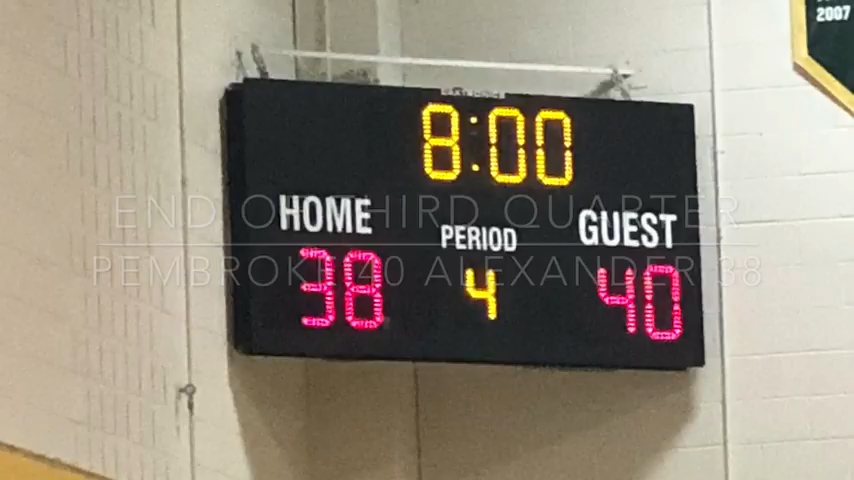 2007
8:00
HOME
PERIOD
GUEST
38
4
40
END OF THIRD QUARTER
PEMBROKE 40 ALEXANDER 38